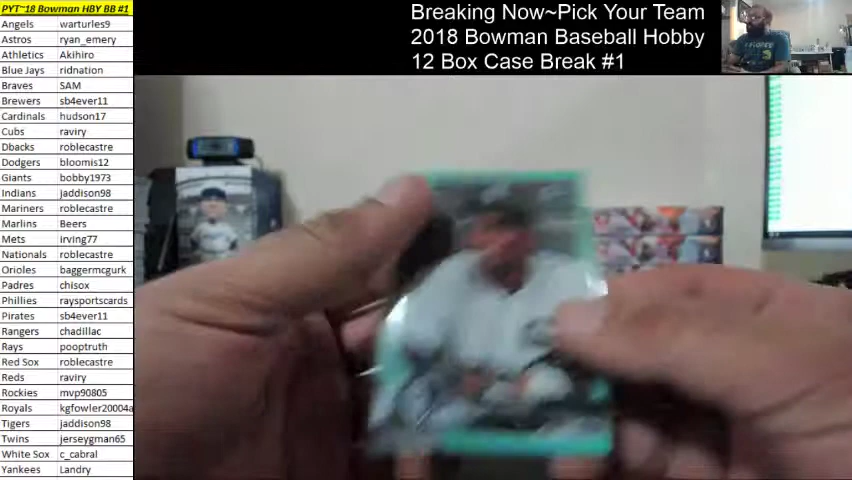 PYT~18 Bowman HBY BB #1
Angels warturles9
Astros ryan_emery
Athletics Akihiro
Blue Jays ridnation
Braves SAM
Brewers sb4ever11
Cardinals hudson17
Cubs raviry
Dbacks roblecastre
Dodgers bloomis12
Giants bobby1973
Indians jaddison98
Mariners roblecastre
Marlins Beers
Mets irving77
Nationals roblecastre
Orioles baggermcgurk
Padres chisox
Phillies raysportscards
Pirates sb4ever11
Rangers chadillac
Rays pooptruth
Red Sox roblecastre
Reds raviry
Rockies mvp90805
Royals kgfowler20004a
Tigers jaddison98
Twins jerseygman65
White Sox c_cabral
Yankees Landry
Breaking Now~Pick Your Team
2018 Bowman Baseball Hobby
12 Box Case Break #1